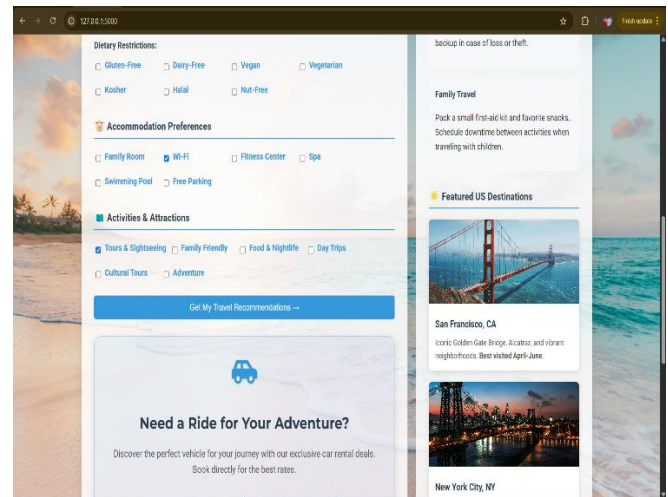 127.0.0.1:5000
Finish update
Dietary Restrictions:
Gluten-Free Dairy-Free Vegan Vegetarian
Kosher Halal Nut-Free
Accommodation Preferences
Family Room Wi-Fi Fitness Center Spa
Swimming Pool Free Parking
Activities & Attractions
Tours & Sightseeing Family Friendly Food & Nightlife Day Trips
Cultural Tours Adventure
Get My Travel Recommendations →
Need a Ride for Your Adventure?
Discover the perfect vehicle for your journey with our exclusive car rental deals.
Book directly for the best rates.
backup in case of loss or theft.
Family Travel
Pack a small first-aid kit and favorite snacks.
Schedule downtime between activities when
traveling with children.
Featured US Destinations
San Francisco, CA
Iconic Golden Gate Bridge, Alcatraz, and vibrant
neighborhoods. Best visited April-June.
New York City, NY